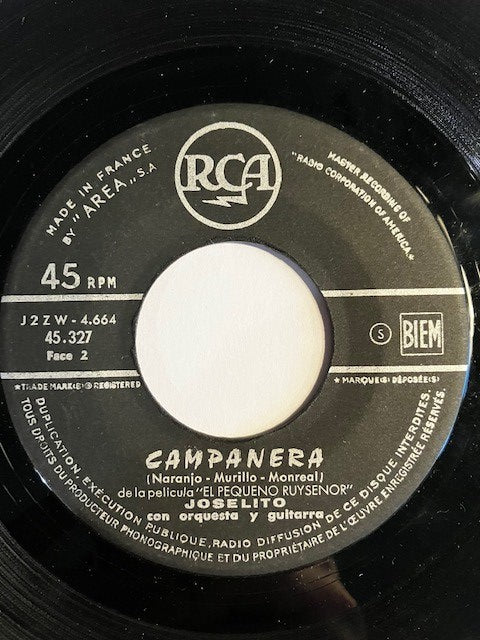 MADE IN FRANCE
BY "AREA" S.A
RCA
MASTER RECORDING OF
"RADIO CORPORATION OF AMERICA"*
45 RPM
J2ZW-4.664
45.327
Face 2
S
BIEM
*TRADE MARK(S)® REGISTERED
*MARQUE(S) DÉPOSÉE(S)
CAMPANERA
(Naranjo - Murillo - Monreal)
de la pelicula "EL PEQUENO RUYSENOR"
JOSELITO
con orquesta y guitarra
DUPLICATION, EXÉCUTION PUBLIQUE, RADIO DIFFUSION DE CE DISQUE INTERDITES.
TOUS DROITS DU PRODUCTEUR PHONOGRAPHIQUE ET DU PROPRIÉTAIRE DE L'ŒUVRE ENREGISTRÉE RÉSERVÉS.